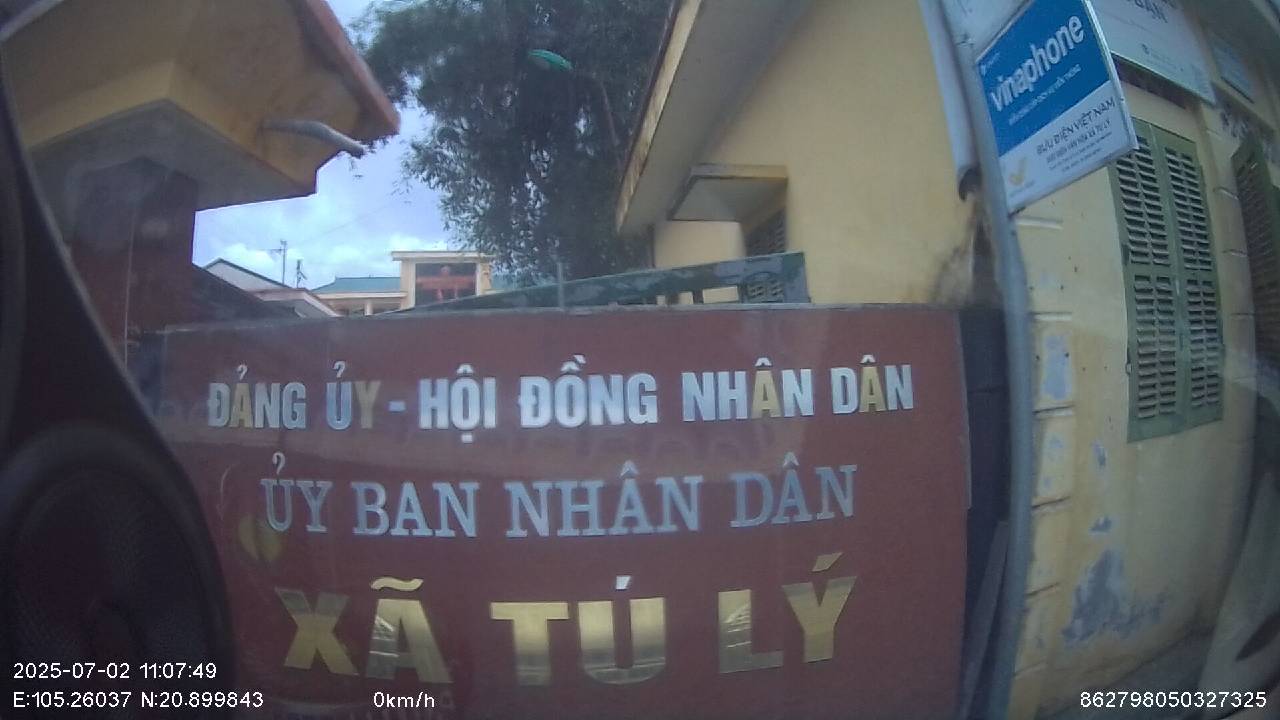 vinaphone
BƯU ĐIỆN VIỆT NAM
ĐẢNG ỦY - HỘI ĐỒNG NHÂN DÂN
ỦY BAN NHÂN DÂN
XÃ TÚ LÝ
2025-07-02 11:07:49
E:105.26037 N:20.899843 0km/h
862798050327325